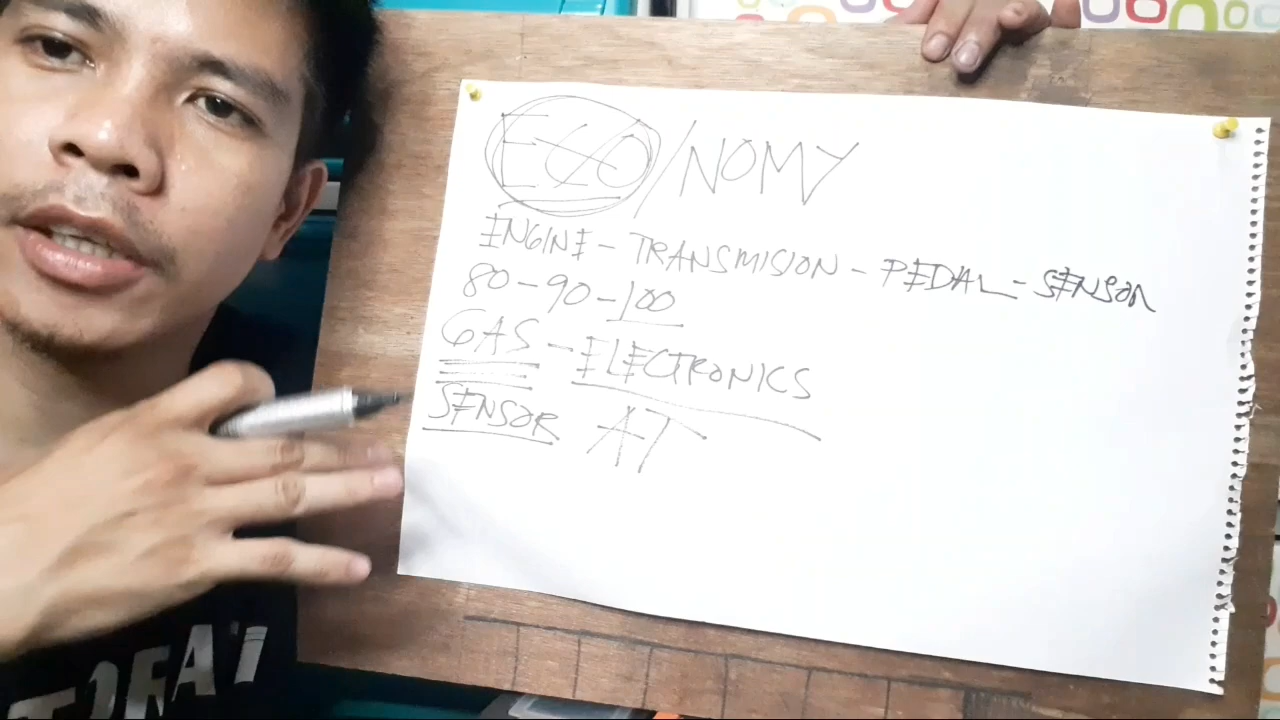 ECO/NOMY
ENGINE - TRANSMISION - PEDAL - SENSOR
80-90-100
GAS - ELECTRONICS
SENSOR AT